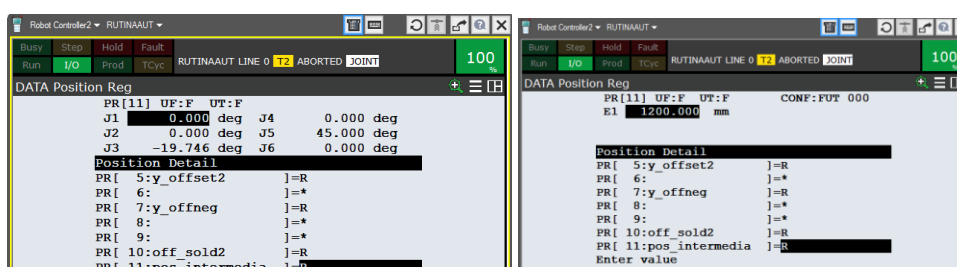 Robot Controller2 RUTINAAUT
Busy Step Hold Fault
Run I/O Prod TCyc RUTINAAUT LINE 0 T2 ABORTED JOINT 100 %
DATA Position Reg
PR[11] UF:F UT:F
J1 0.000 deg J4 0.000 deg
J2 0.000 deg J5 45.000 deg
J3 -19.746 deg J6 0.000 deg
Position Detail
PR[ 5:y_offset2 ]=R
PR[ 6: ]=*
PR[ 7:y_offneg ]=R
PR[ 8: ]=*
PR[ 9: ]=*
PR[ 10:off_sold2 ]=R
PR[ 11:pos_intermedia ]=R
Robot Controller2 RUTINAAUT
Busy Step Hold Fault
Run I/O Prod TCyc RUTINAAUT LINE 0 T2 ABORTED JOINT 100
DATA Position Reg
PR[11] UF:F UT:F CONF:FUT 000
E1 1200.000 mm
Position Detail
PR[ 5:y_offset2 ]=R
PR[ 6: ]=*
PR[ 7:y_offneg ]=R
PR[ 8: ]=*
PR[ 9: ]=*
PR[ 10:off_sold2 ]=R
PR[ 11:pos_intermedia ]=R
Enter value